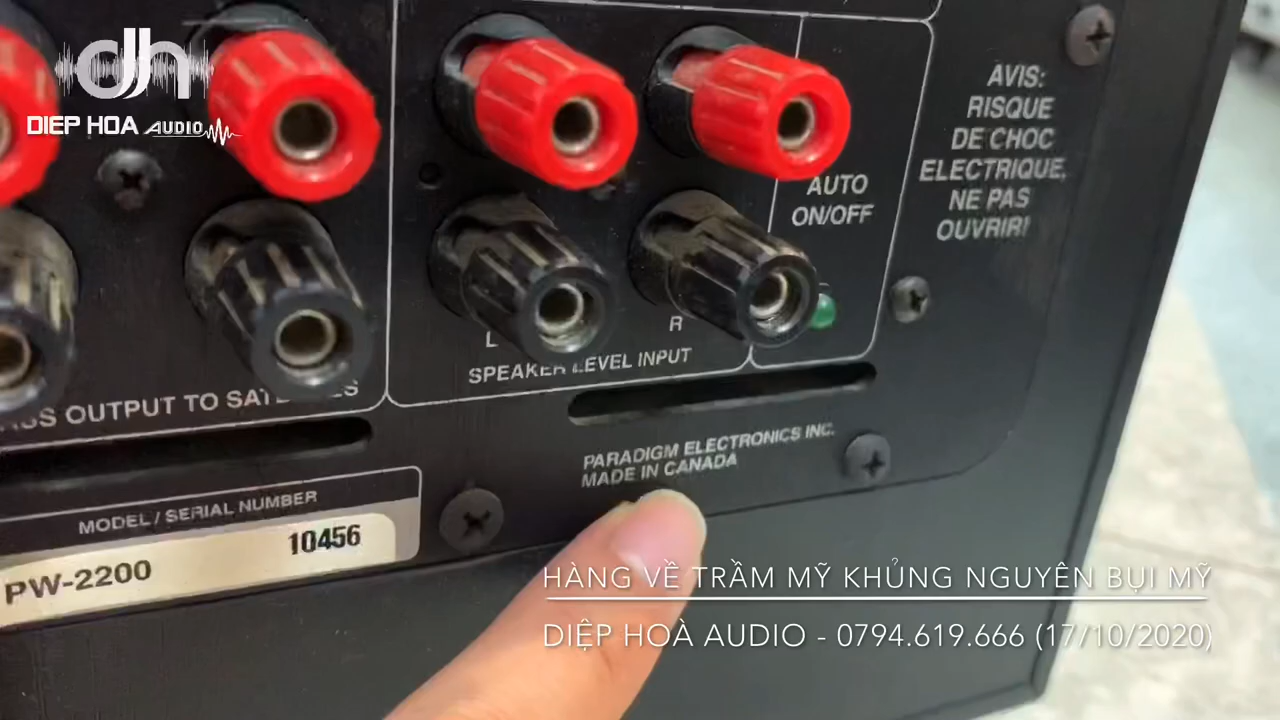 djh
DIEP HOA AUDIO
AVIS:
RISQUE
DE CHOC
ELECTRIQUE,
NE PAS
OUVRIR!
AUTO
ON/OFF
L
R
SPEAKER LEVEL INPUT
OUTPUT TO
PARADIGM ELECTRONICS INC.
MADE IN CANADA
MODEL / SERIAL NUMBER
PW-2200
10456
HÀNG VỀ TRẦM MỸ KHỦNG NGUYÊN BỤI MỸ
DIỆP HOÀ AUDIO - 0794.619.666 (17/10/2020)